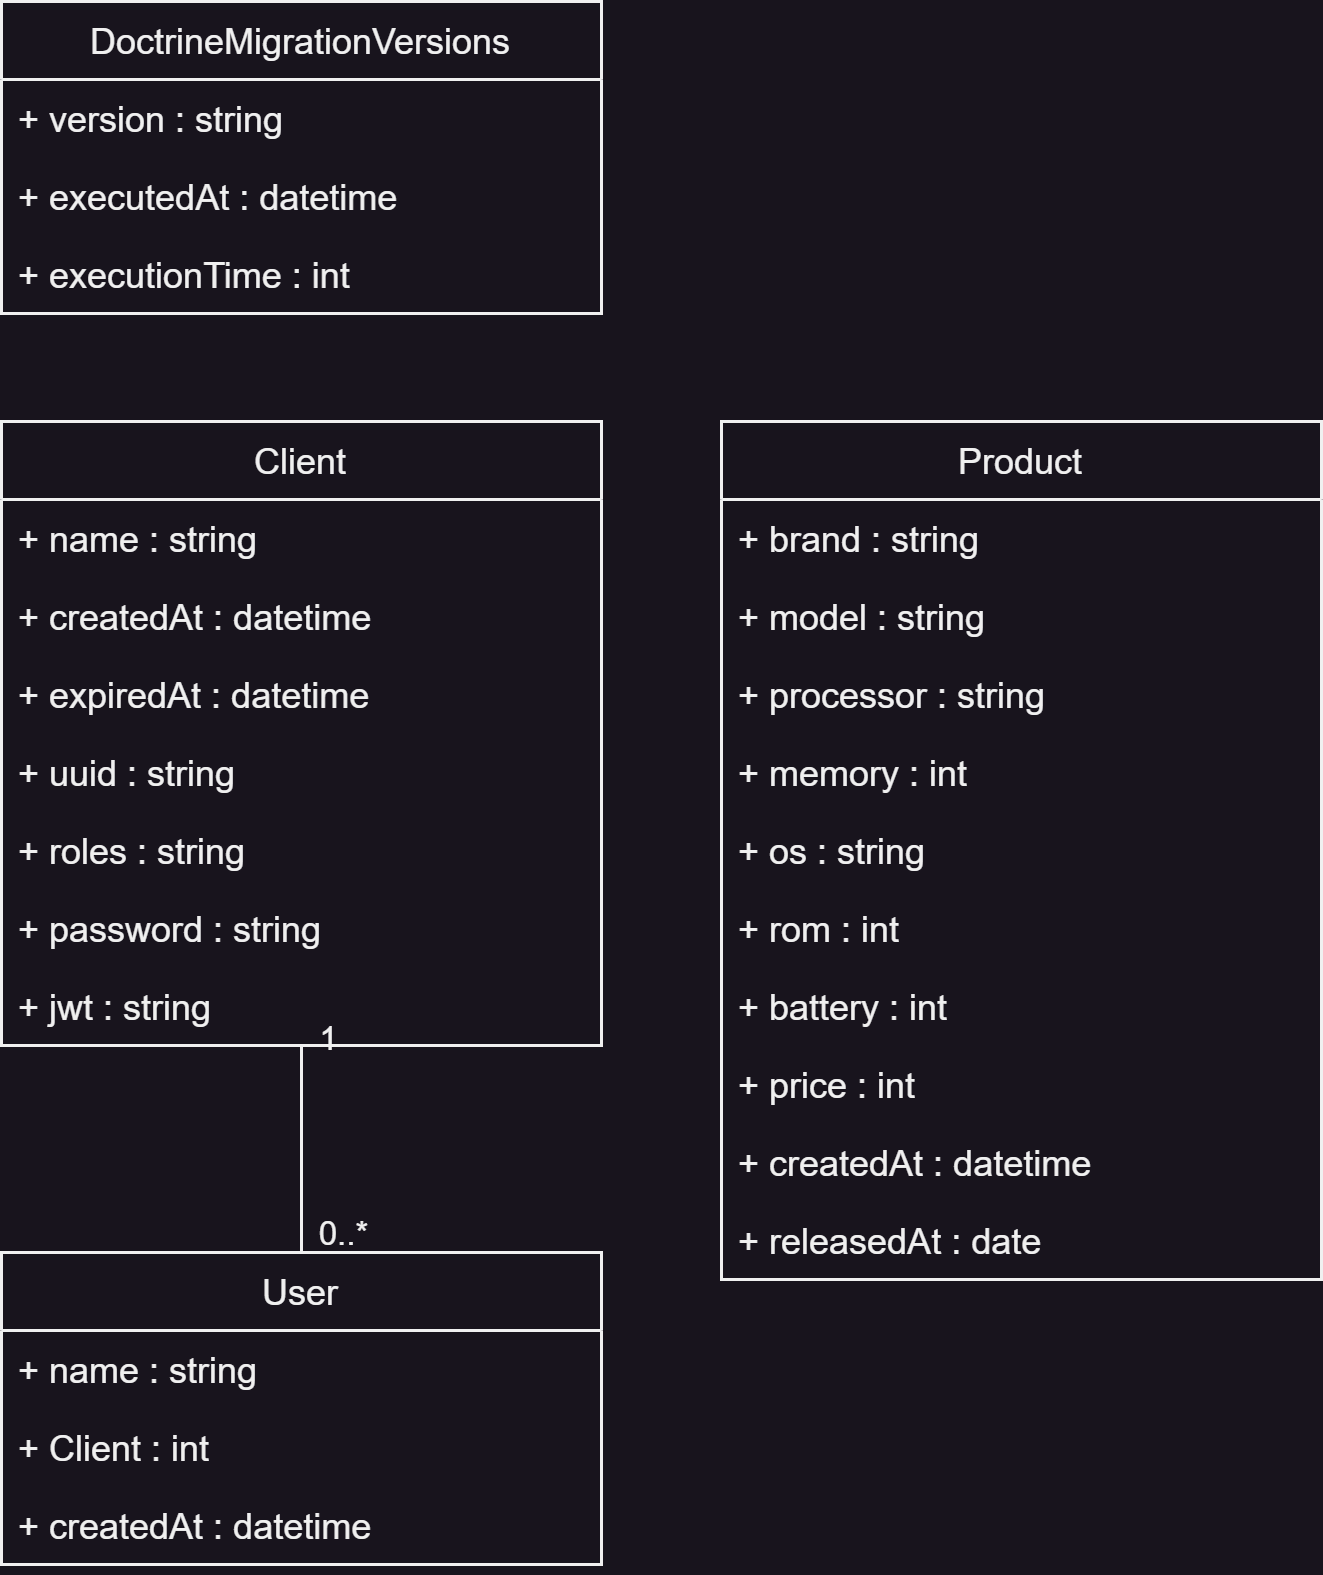 DoctrineMigrationVersions
+ version : string
+ executedAt : datetime
+ executionTime : int
Client
+ name : string
+ createdAt : datetime
+ expiredAt : datetime
+ uuid : string
+ roles : string
+ password : string
+ jwt : string
1
0..*
User
+ name : string
+ Client : int
+ createdAt : datetime
Product
+ brand : string
+ model : string
+ processor : string
+ memory : int
+ os : string
+ rom : int
+ battery : int
+ price : int
+ createdAt : datetime
+ releasedAt : date